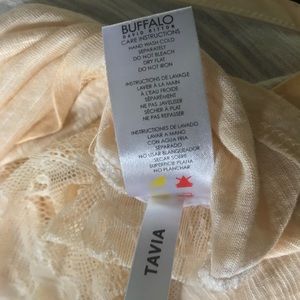 BUFFALO
DAVID BITTON
CARE INSTRUCTIONS
HAND WASH COLD
SEPARATELY
DO NOT BLEACH
DRY FLAT
DO NOT IRON
INSTRUCTIONS DE LAVAGE
LAVER À LA MAIN
À L'EAU FROIDE
SÉPARÉMENT
NE PAS JAVELISER
SÉCHER À PLAT
NE PAS REPASSER
INSTRUCCIONES DE LAVADO
LAVAR A MANO
CON AGUA FRIA
SEPARADO
NO USAR BLANQUEADOR
SECAR SOBRE
SUPERFICIE PLANA
NO PLANCHAR
TAVIA